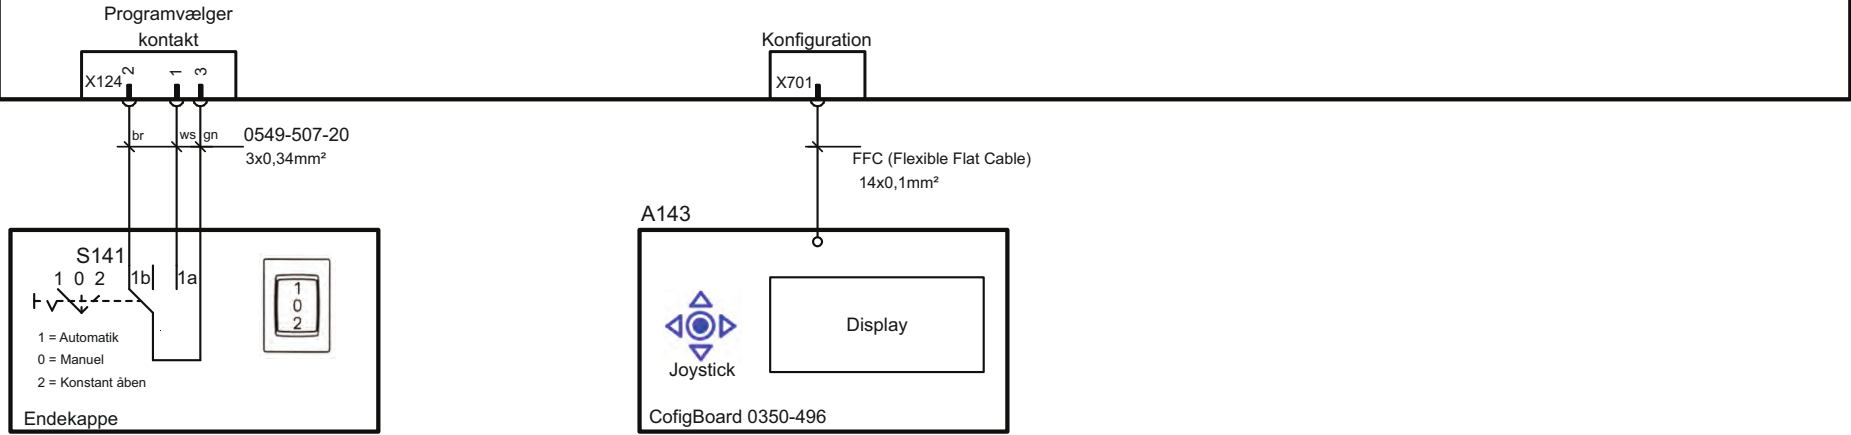 Programvælger
kontakt
X124
2
1
3
Konfiguration
X701
br
ws
gn
0549-507-20
3x0,34mm²
FFC (Flexible Flat Cable)
14x0,1mm²
S141
1 0 2
1b
1a
1
0
2
1 = Automatik
0 = Manuel
2 = Konstant åben
Endekappe
A143
Joystick
Display
CofigBoard 0350-496